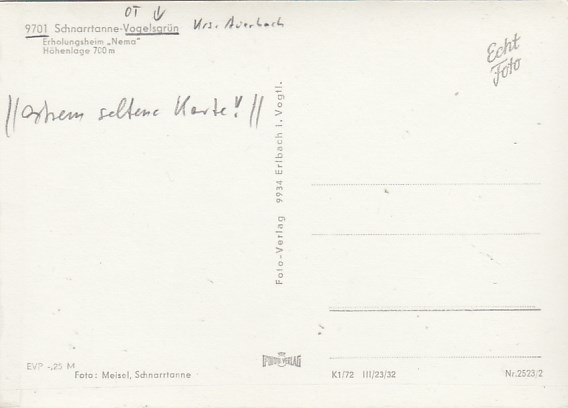 OT
9701 Schnarrtanne-Vogelsgrün Krs. Auerbach
Erholungsheim „Nema"
Höhenlage 700 m
Echt
Foto
|| extrem seltene Karte! ||
Foto-Verlag 9934 Erlbach i. Vogtl.
EVP -,25 M
Foto: Meisel, Schnarrtanne
VERLAG
K1/72 III/23/32
Nr. 2523/2